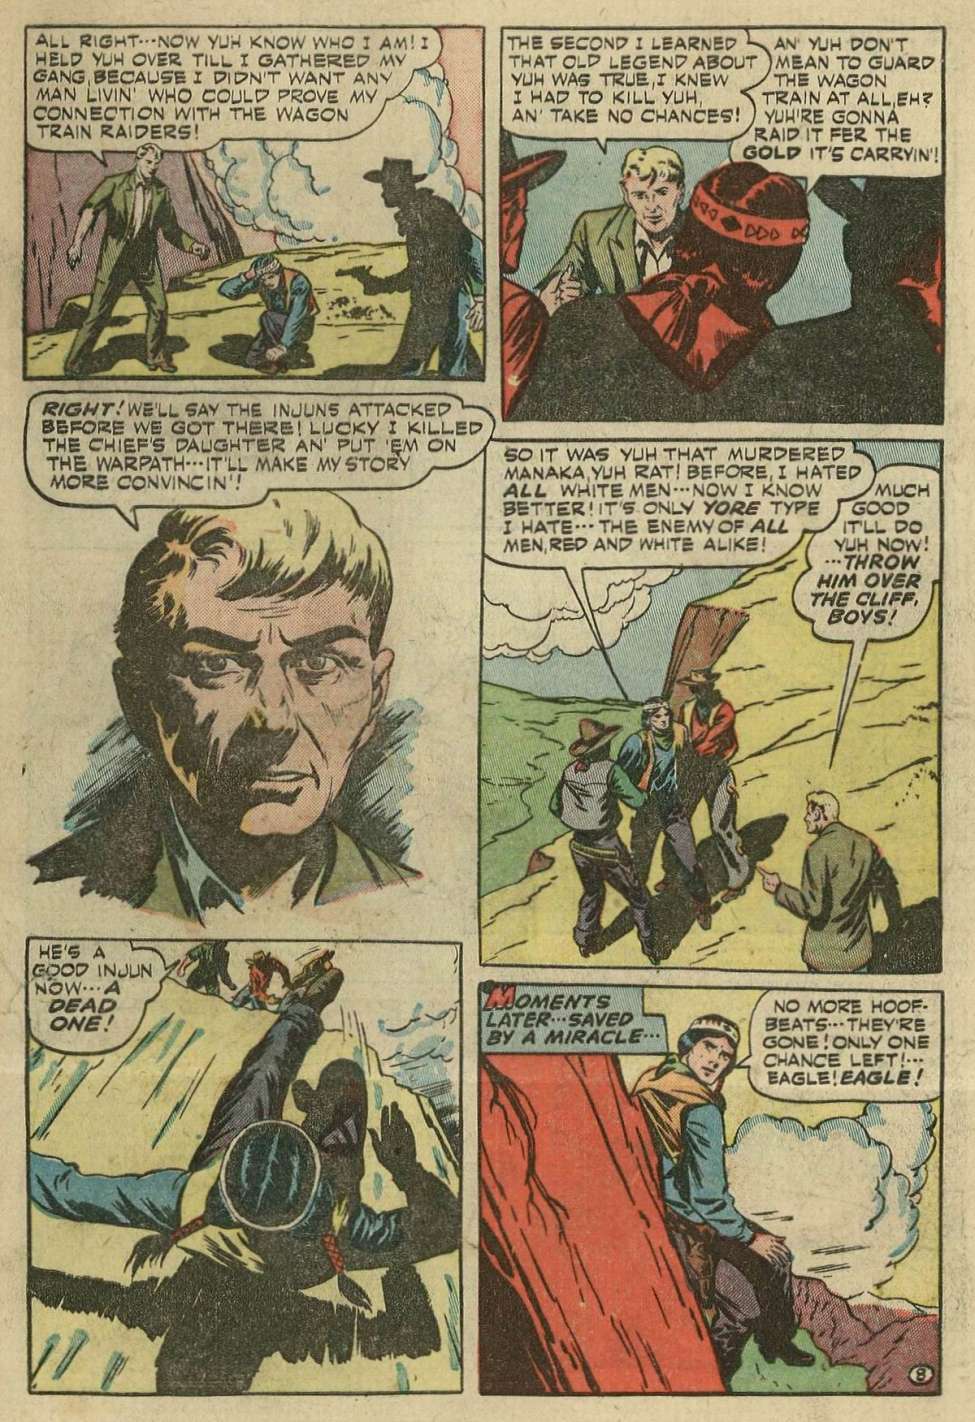 ALL RIGHT--NOW YUH KNOW WHO I AM! I
HELD YUH OVER TILL I GATHERED MY
GANG, BECAUSE I DIDN'T WANT ANY
MAN LIVIN' WHO COULD PROVE MY
CONNECTION WITH THE WAGON
TRAIN RAIDERS!
THE SECOND I LEARNED
THAT OLD LEGEND ABOUT
YUH WAS TRUE, I KNEW
I HAD TO KILL YUH,
AN' TAKE NO CHANCES!
AN' YUH DON'T
MEAN TO GUARD
THE WAGON
TRAIN AT ALL, EH?
YUH'RE GONNA
RAID IT FER THE
GOLD IT'S CARRYIN'!
RIGHT! WE'LL SAY THE INJUNS ATTACKED
BEFORE WE GOT THERE! LUCKY I KILLED
THE CHIEF'S DAUGHTER AN' PUT 'EM ON
THE WARPATH---IT'LL MAKE MY STORY
MORE CONVINCIN'!
SO IT WAS YUH THAT MURDERED
MANAKA, YUH RAT! BEFORE, I HATED
ALL WHITE MEN---NOW I KNOW
BETTER! IT'S ONLY YORE TYPE
I HATE---THE ENEMY OF ALL
MEN, RED AND WHITE ALIKE!
MUCH
GOOD
IT'LL DO
YUH NOW!
---THROW
HIM OVER
THE CLIFF,
BOYS!
HE'S A
GOOD INJUN
NOW---A
DEAD
ONE!
MOMENTS
LATER---SAVED
BY A MIRACLE---
NO MORE HOOF-
BEATS---THEY'RE
GONE! ONLY ONE
CHANCE LEFT!---
EAGLE! EAGLE!
8